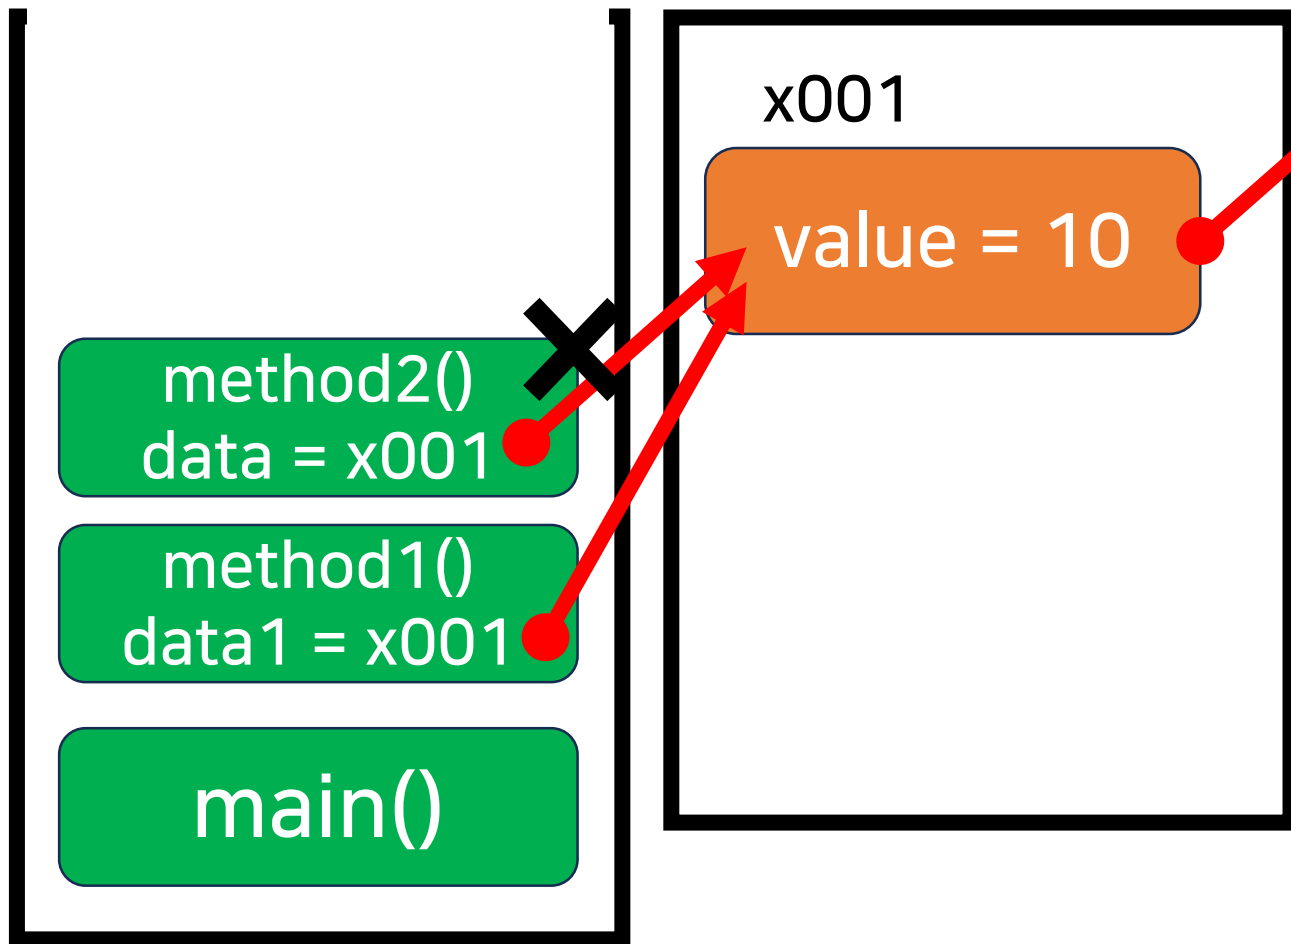 x001
value = 10
method2()
data = x001
method1()
data1 = x001
main()